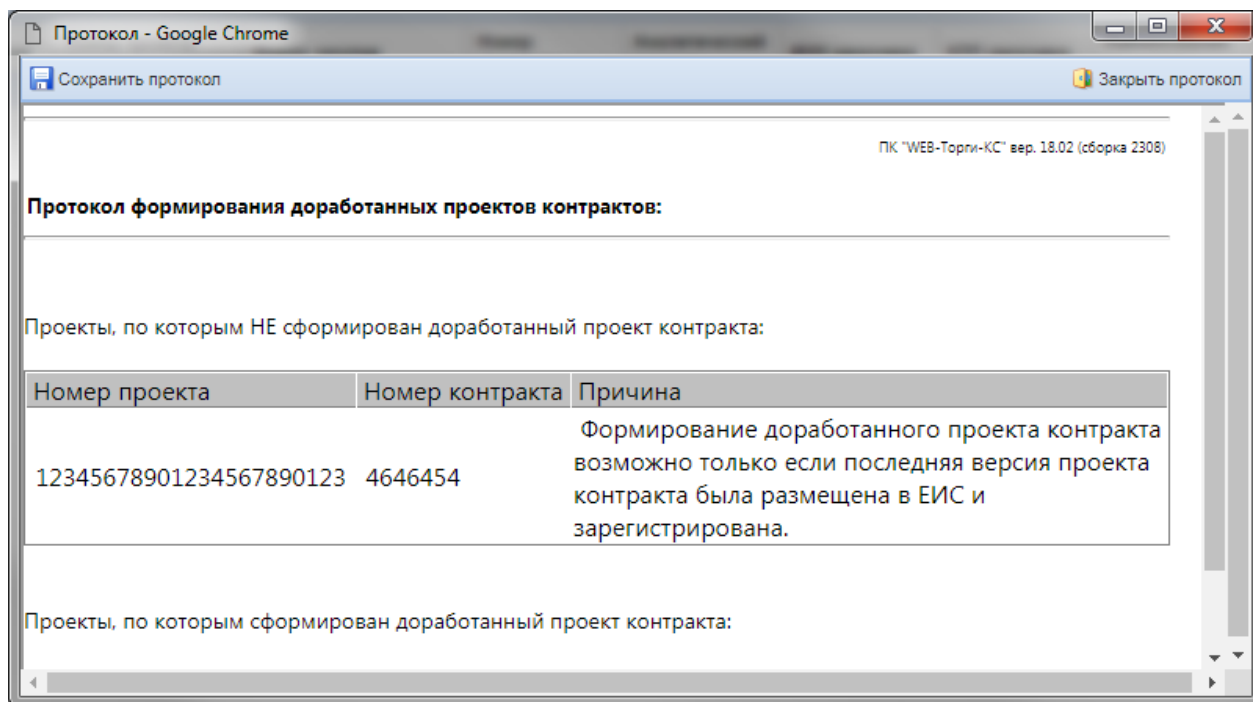 Протокол - Google Chrome
Сохранить протокол
Закрыть протокол
ПК "WEB-Торги-КС" вер. 18.02 (сборка 2308)
Протокол формирования доработанных проектов контрактов:
Проекты, по которым НЕ сформирован доработанный проект контракта:
Номер проекта Номер контракта Причина
12345678901234567890123 4646454 Формирование доработанного проекта контракта
возможно только если последняя версия проекта
контракта была размещена в ЕИС и
зарегистрирована.
Проекты, по которым сформирован доработанный проект контракта: